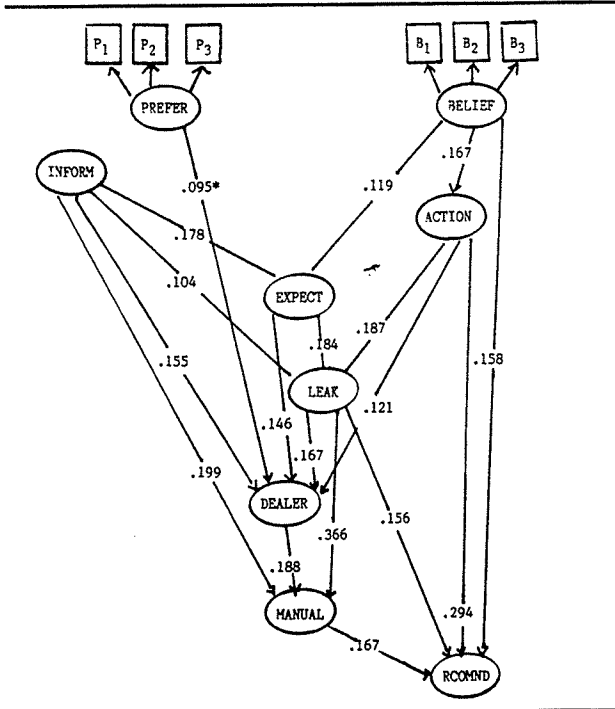 P1 P2 P3 B1 B2 B3
PREFER BELIEF
.167
INFORM .095* .119
ACTION
.178
.104 EXPECT
.184 .187 .158
.155 LEAK
.121
.146
.199 .167
DEALER .156
.366
.188
MANUAL .294
.167
RCOMND